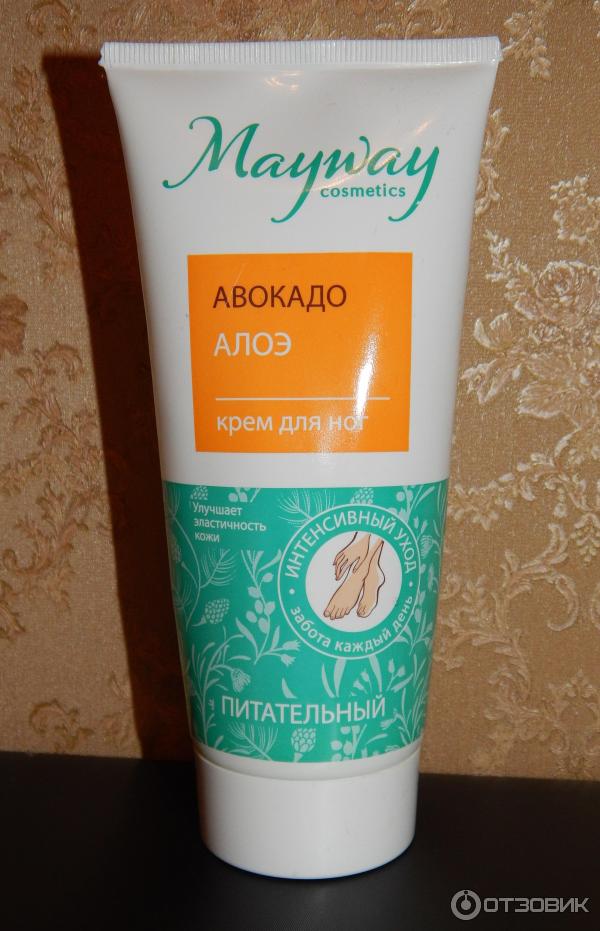 Mayway
cosmetics
АВОКАДО
АЛОЭ
крем для ног
Улучшает
эластичность
кожи
ИНТЕНСИВНЫЙ УХОД
забота каждый день
ПИТАТЕЛЬНЫЙ
ОТЗОВИК